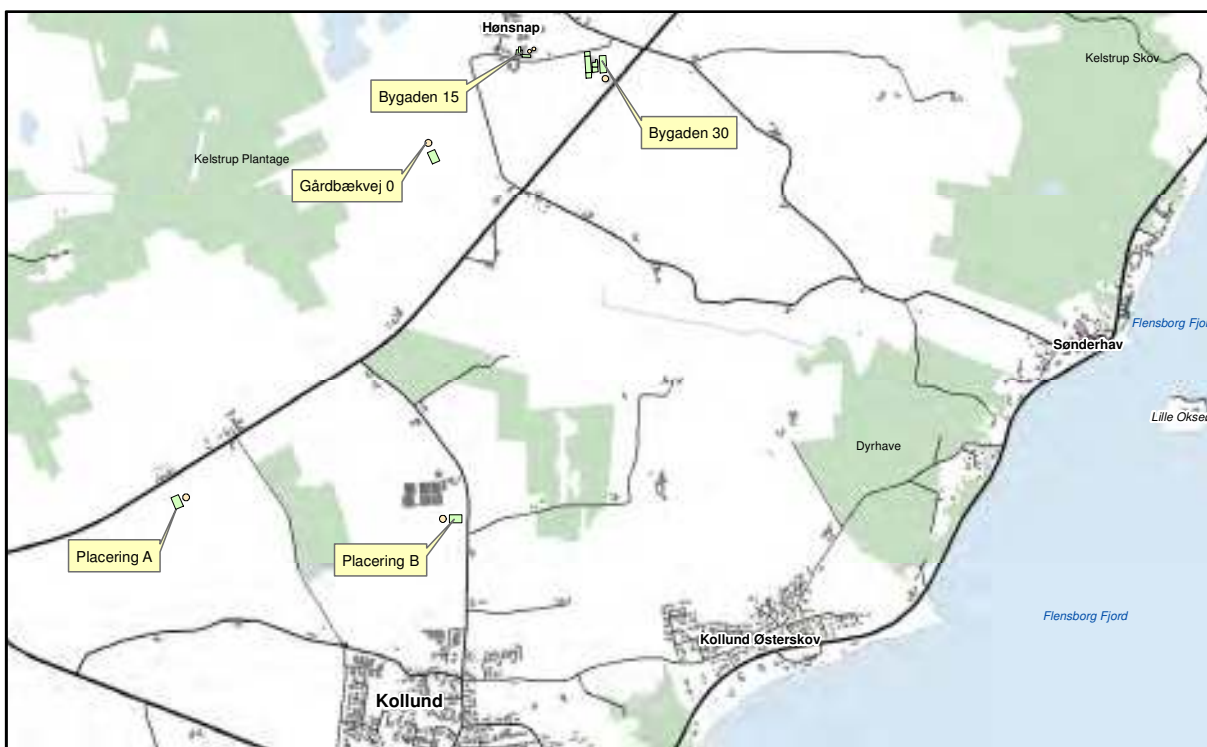 Hønsnap
Kelstrup Skov
Bygaden 15
Bygaden 30
Kelstrup Plantage
Gårdbækvej 0
Flensborg Fjor
Sønderhav
Lille Okseø
Dyrhave
Placering A
Placering B
Flensborg Fjord
Kollund Østerskov
Kollund